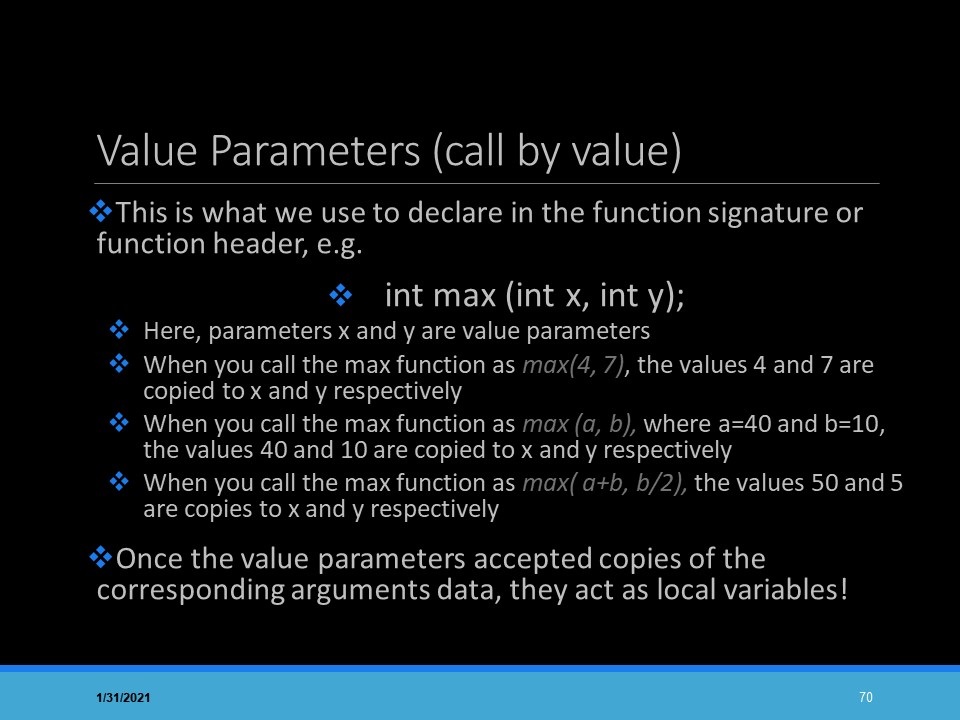 Value Parameters (call by value)
This is what we use to declare in the function signature or
function header, e.g.
int max (int x, int y);
Here, parameters x and y are value parameters
When you call the max function as max(4, 7), the values 4 and 7 are
copied to x and y respectively
When you call the max function as max (a, b), where a=40 and b=10,
the values 40 and 10 are copied to x and y respectively
When you call the max function as max( a+b, b/2), the values 50 and 5
are copies to x and y respectively
Once the value parameters accepted copies of the
corresponding arguments data, they act as local variables!
1/31/2021
70